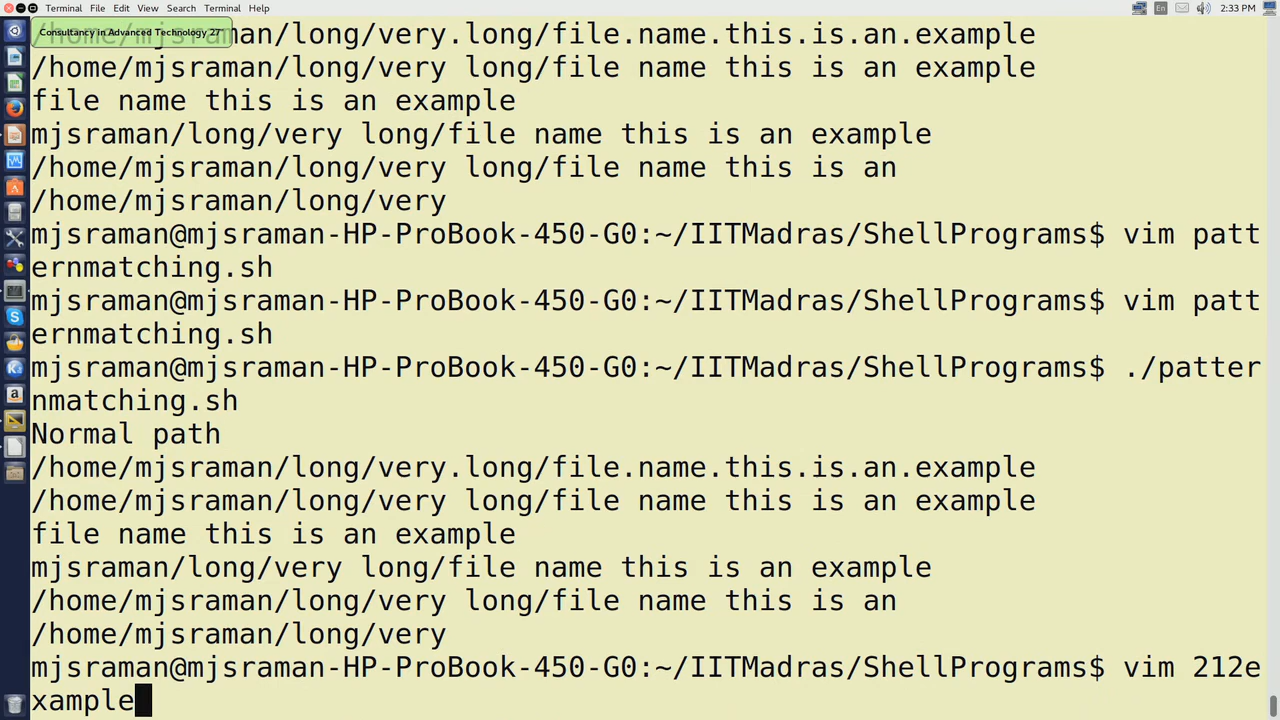 Terminal File Edit View Search Terminal Help En 2:33 PM
Consultancy in Advanced Technology 27
/home/mjsraman/long/very.long/file.name.this.is.an.example
/home/mjsraman/long/very long/file name this is an example
file name this is an example
mjsraman/long/very long/file name this is an example
/home/mjsraman/long/very long/file name this is an
/home/mjsraman/long/very
mjsraman@mjsraman-HP-ProBook-450-G0:~/IITMadras/ShellPrograms$ vim patt
ernmatching.sh
mjsraman@mjsraman-HP-ProBook-450-G0:~/IITMadras/ShellPrograms$ vim patt
ernmatching.sh
mjsraman@mjsraman-HP-ProBook-450-G0:~/IITMadras/ShellPrograms$ ./patter
nmatching.sh
Normal path
/home/mjsraman/long/very.long/file.name.this.is.an.example
/home/mjsraman/long/very long/file name this is an example
file name this is an example
mjsraman/long/very long/file name this is an example
/home/mjsraman/long/very long/file name this is an
/home/mjsraman/long/very
mjsraman@mjsraman-HP-ProBook-450-G0:~/IITMadras/ShellPrograms$ vim 212e
xample